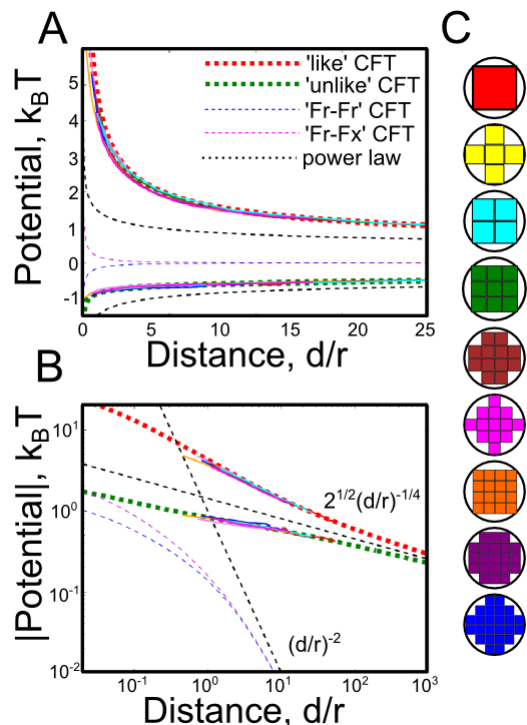 A
C
5
4
3
2
1
0
-1
Potential, k_BT
'like' CFT
'unlike' CFT
'Fr-Fr' CFT
'Fr-Fx' CFT
power law
0 5 10 15 20 25
Distance, d/r
B
10^1
10^0
10^-1
10^-2
|Potential|, k_BT
2^1/2(d/r)^-1/4
(d/r)^-2
10^-1 10^0 10^1 10^2 10^3
Distance, d/r